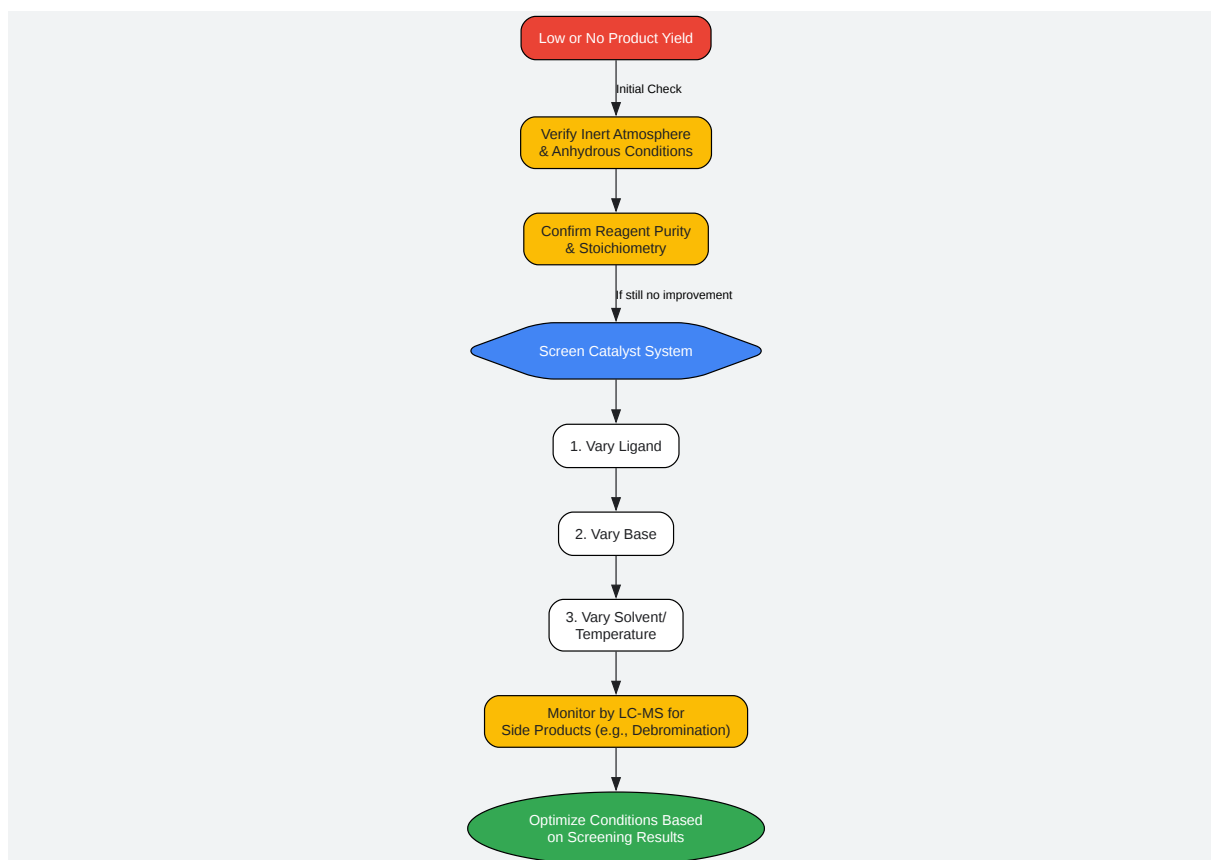 Low or No Product Yield
Initial Check
Verify Inert Atmosphere
& Anhydrous Conditions
Confirm Reagent Purity
& Stoichiometry
If still no improvement
Screen Catalyst System
1. Vary Ligand
2. Vary Base
3. Vary Solvent/
Temperature
Monitor by LC-MS for
Side Products (e.g., Debromination)
Optimize Conditions Based
on Screening Results